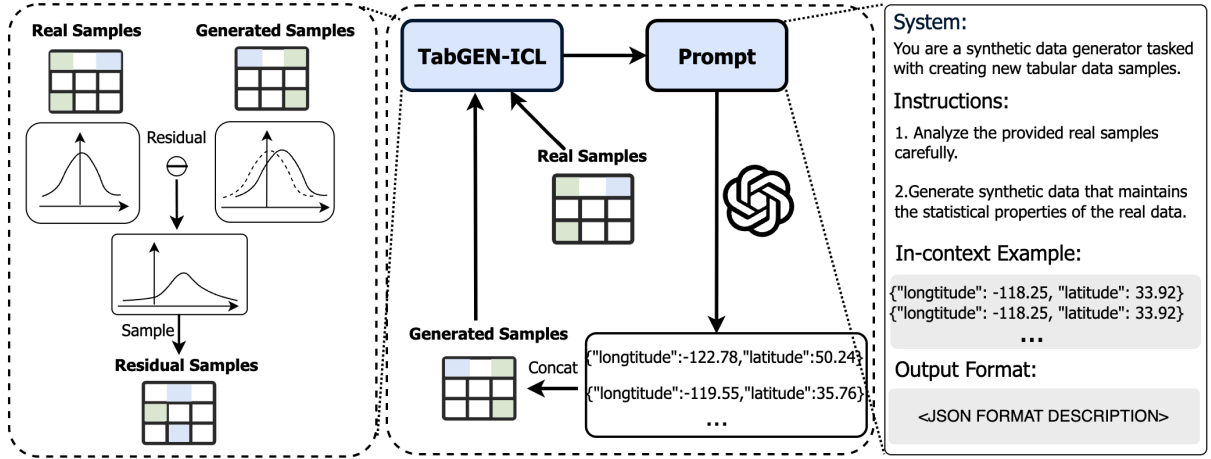 Real Samples
Generated Samples
Residual
Sample
Residual Samples
TabGEN-ICL
Prompt
Real Samples
Generated Samples
Concat
{"longtitude":-122.78,"latitude":50.24}
{"longtitude":-119.55,"latitude":35.76}
...
System:
You are a synthetic data generator tasked
with creating new tabular data samples.
Instructions:
1. Analyze the provided real samples
carefully.
2.Generate synthetic data that maintains
the statistical properties of the real data.
In-context Example:
{"longtitude": -118.25, "latitude": 33.92}
{"longtitude": -118.25, "latitude": 33.92}
...
Output Format:
<JSON FORMAT DESCRIPTION>